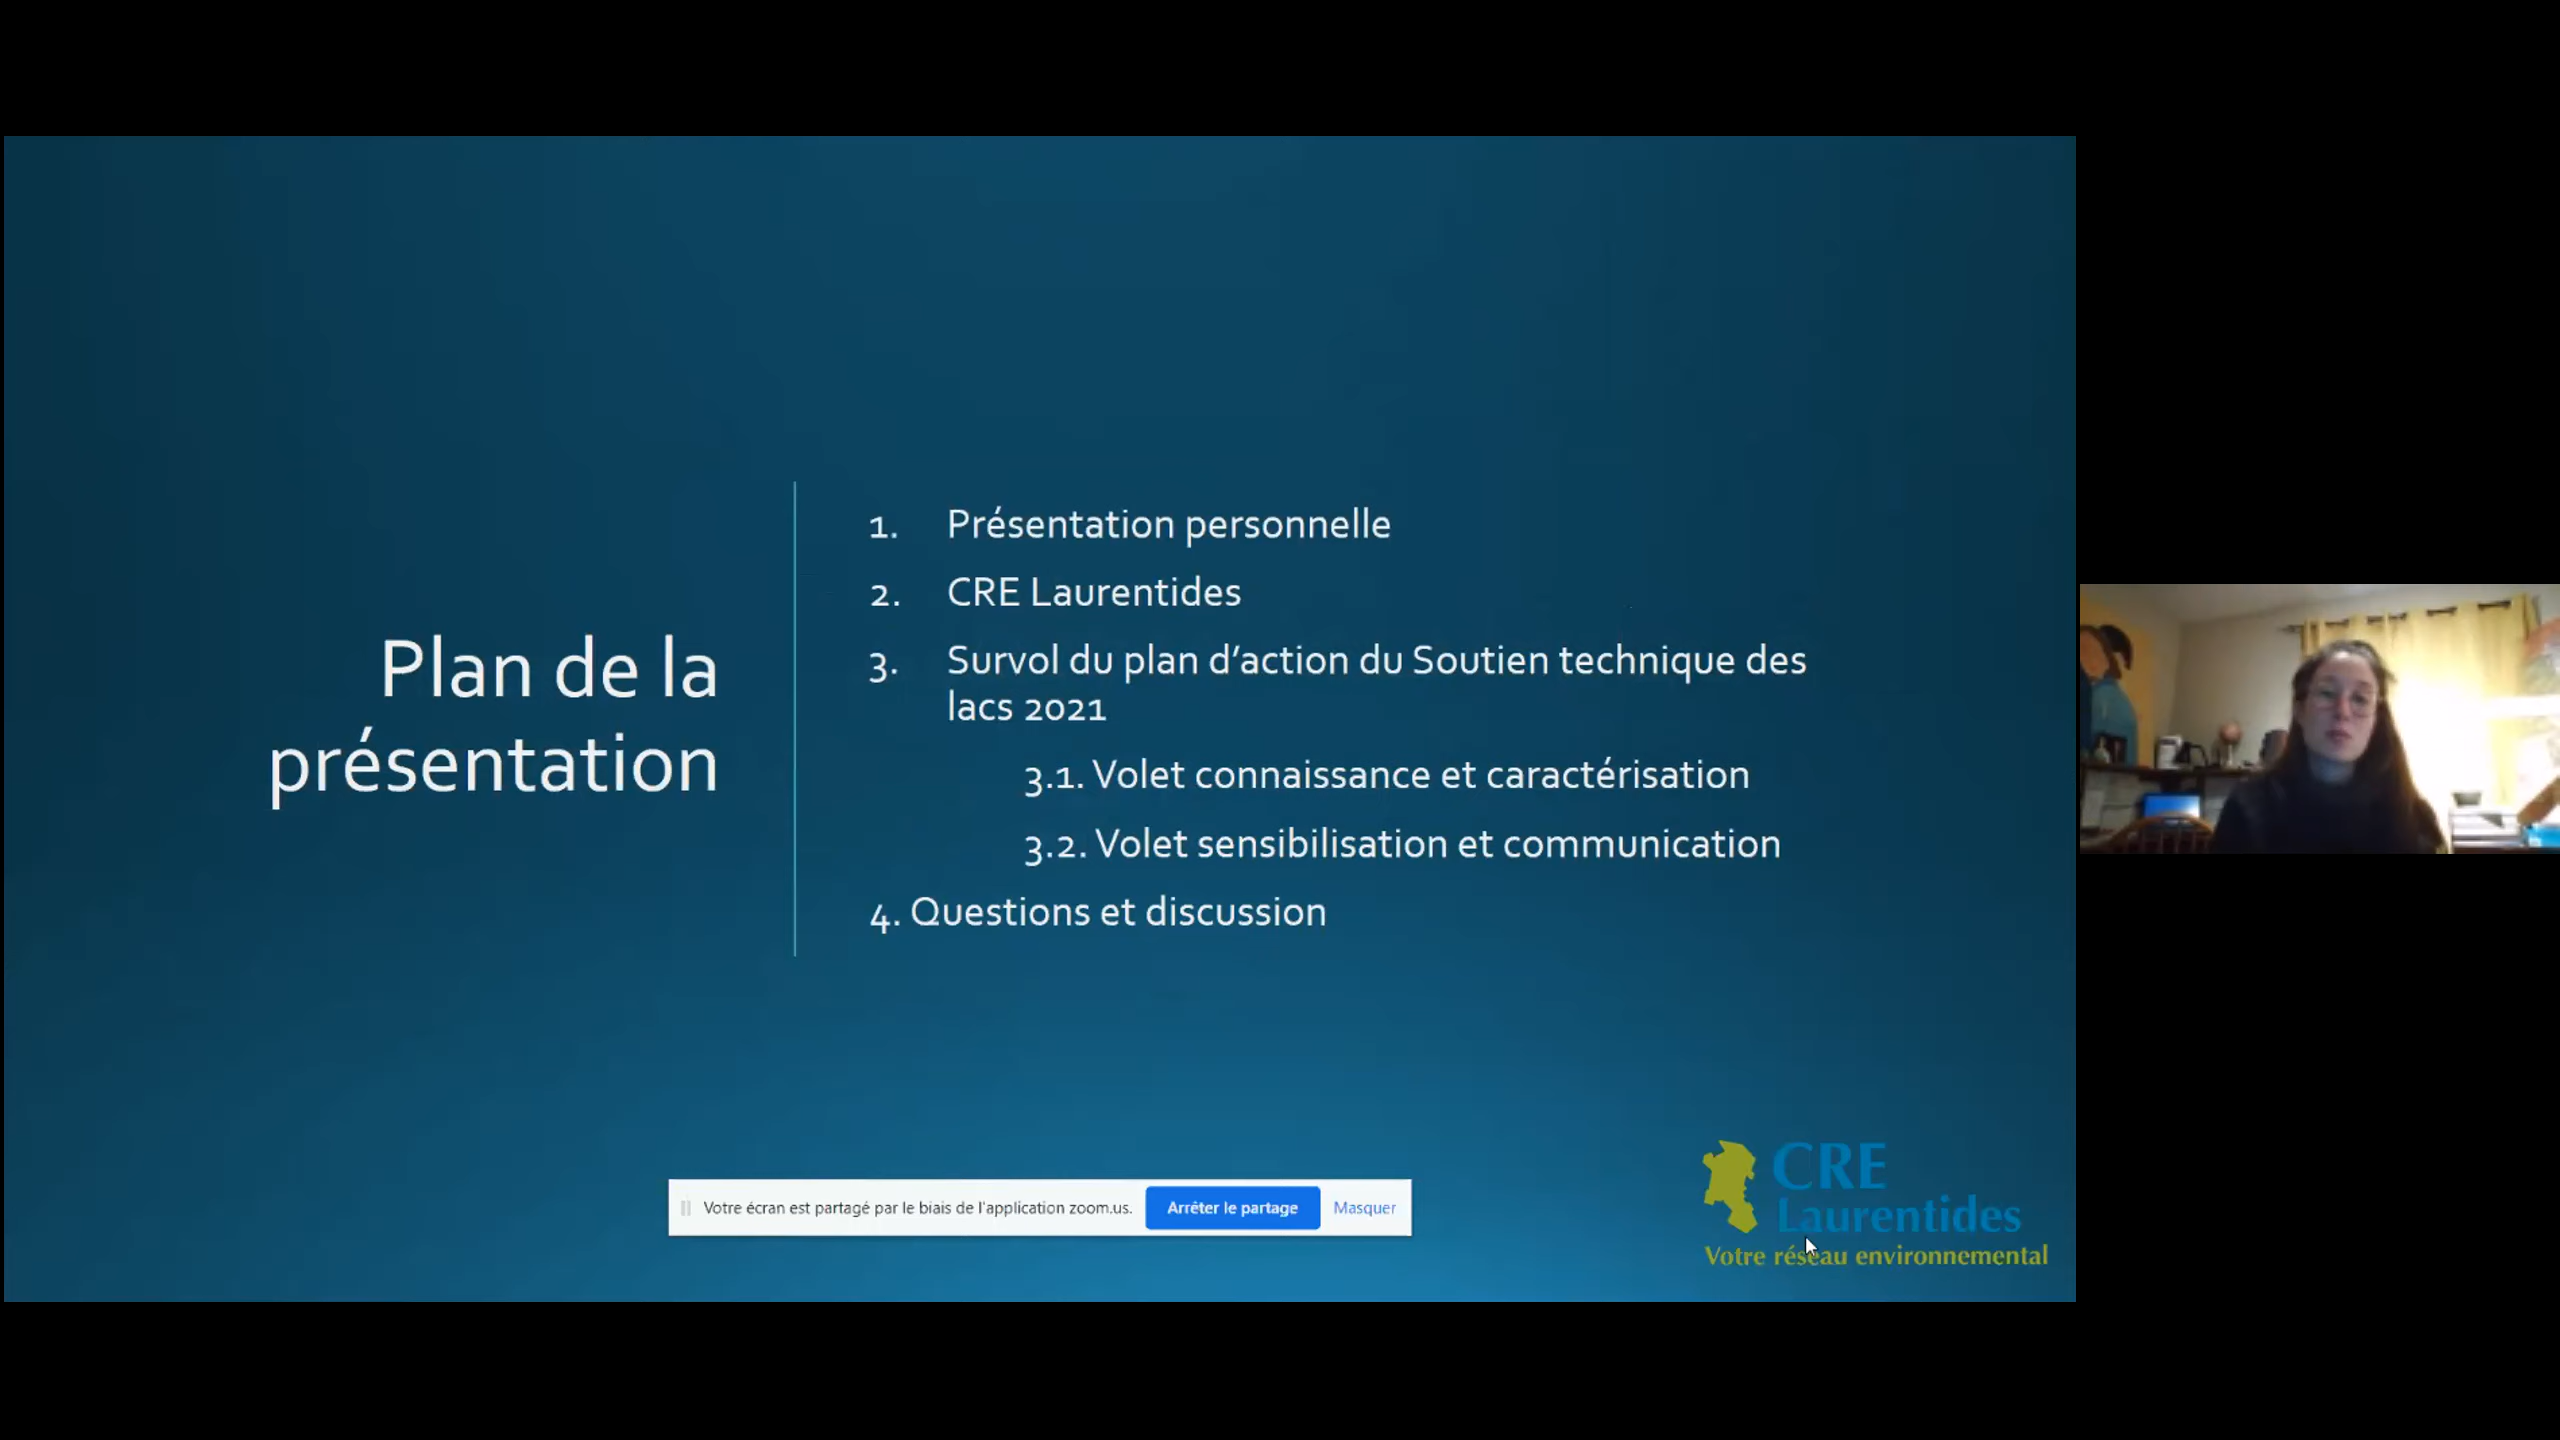 Plan de la
présentation
1. Présentation personnelle
2. CRE Laurentides
3. Survol du plan d'action du Soutien technique des
lacs 2021
3.1. Volet connaissance et caractérisation
3.2. Volet sensibilisation et communication
4. Questions et discussion
Votre écran est partagé par le biais de l'application zoom.us. Arrêter le partage Masquer
CRE
Laurentides
Votre réseau environnemental